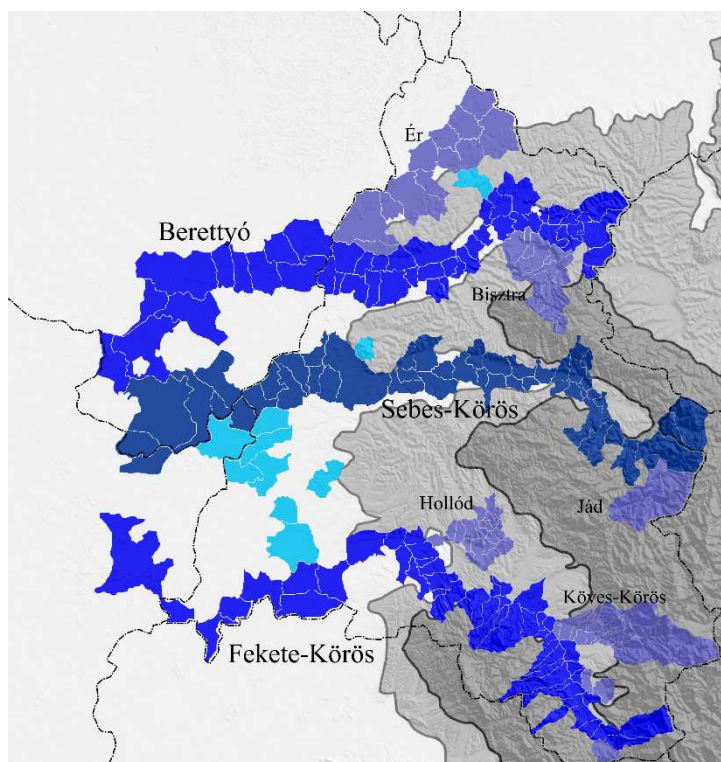 Ér
Berettyó
Bisztra
Sebes-Körös
Hollód
Jád
Köves-Körös
Fekete-Körös